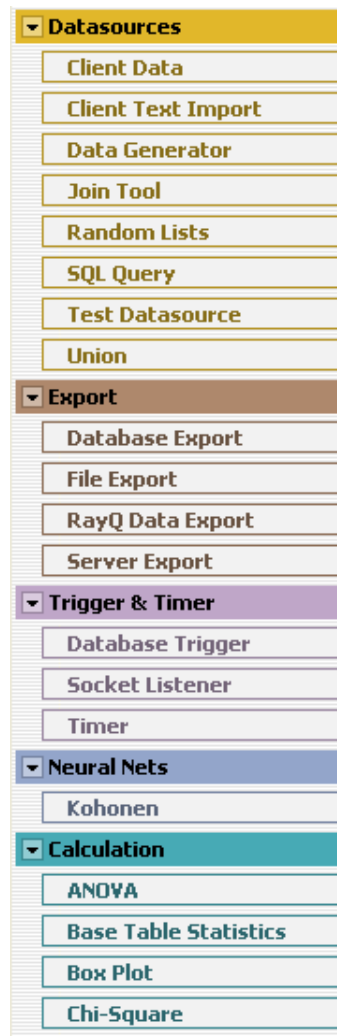 Datasources
Client Data
Client Text Import
Data Generator
Join Tool
Random Lists
SQL Query
Test Datasource
Union
Export
Database Export
File Export
RayQ Data Export
Server Export
Trigger & Timer
Database Trigger
Socket Listener
Timer
Neural Nets
Kohonen
Calculation
ANOVA
Base Table Statistics
Box Plot
Chi-Square